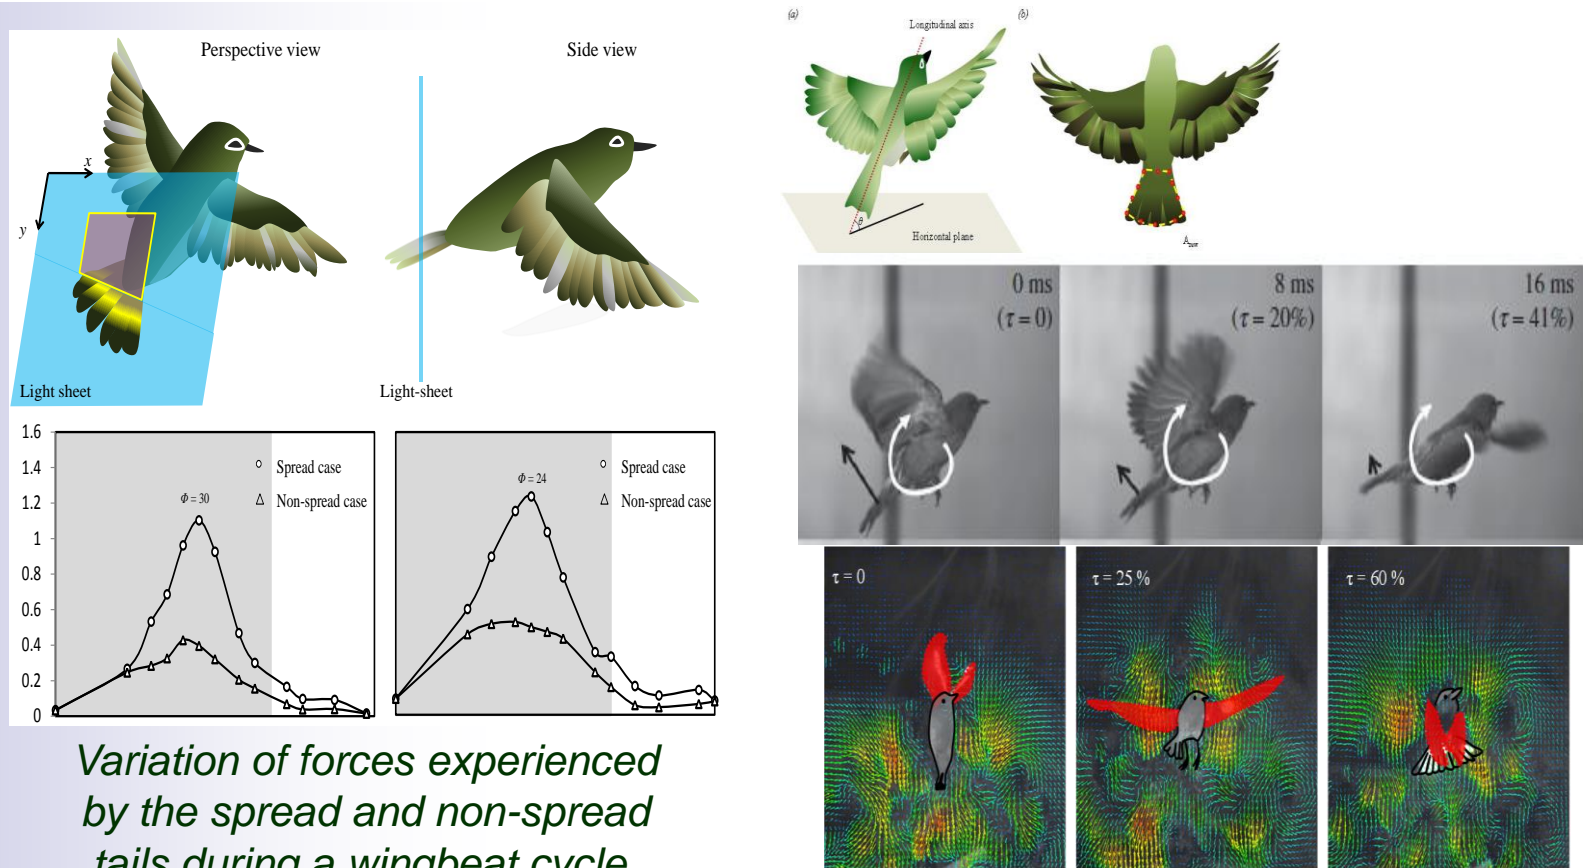 Perspective view
Side view
x
y
Light sheet
Light-sheet
1.6
1.4
1.2
1
0.8
0.6
0.4
0.2
0
Φ = 30
Spread case
Non-spread case
Φ = 24
Spread case
Non-spread case
Variation of forces experienced
by the spread and non-spread
tails during a wingbeat cycle
(a)
Longitudinal axis
θ
Horizontal plane
(b)
0 ms
(τ = 0)
8 ms
(τ = 20%)
16 ms
(τ = 41%)
τ = 0
τ = 25 %
τ = 60 %